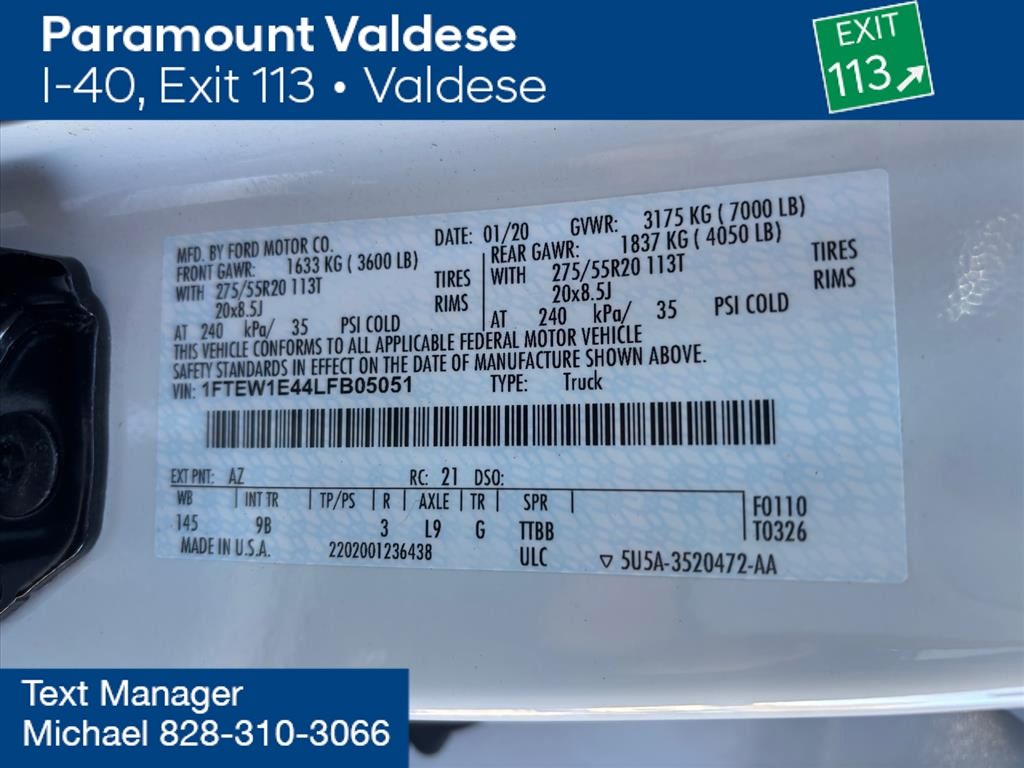 Paramount Valdese
I-40, Exit 113 • Valdese
EXIT
113
MFD. BY FORD MOTOR CO.
DATE: 01/20 GVWR: 3175 KG ( 7000 LB)
FRONT GAWR: 1633 KG ( 3600 LB) REAR GAWR: 1837 KG ( 4050 LB)
WITH 275/55R20 113T TIRES WITH 275/55R20 113T TIRES
20x8.5J RIMS 20x8.5J RIMS
AT 240 kPa/ 35 PSI COLD AT 240 kPa/ 35 PSI COLD
THIS VEHICLE CONFORMS TO ALL APPLICABLE FEDERAL MOTOR VEHICLE
SAFETY STANDARDS IN EFFECT ON THE DATE OF MANUFACTURE SHOWN ABOVE.
VIN: 1FTEW1E44LFB05051 TYPE: Truck
EXT PNT: AZ RC: 21 DSO:
WB INT TR TP/PS R AXLE TR SPR F0110
145 9B 3 L9 G TTBB T0326
MADE IN U.S.A. 2202001236438 ULC ▽ 5U5A-3520472-AA
Text Manager
Michael 828-310-3066